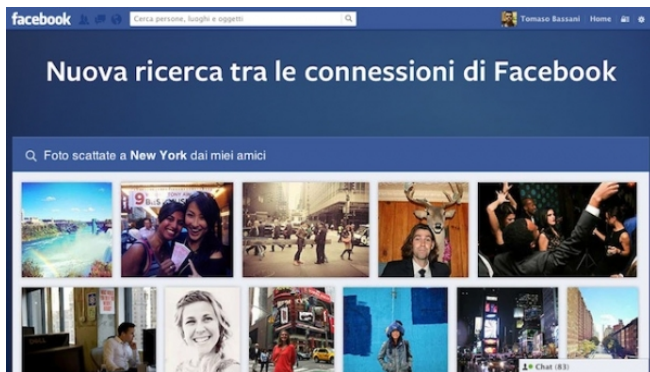 facebook
Cerca persone, luoghi e oggetti
Tomaso Bassani Home
Nuova ricerca tra le connessioni di Facebook
Foto scattate a New York dai miei amici
Chat (83)